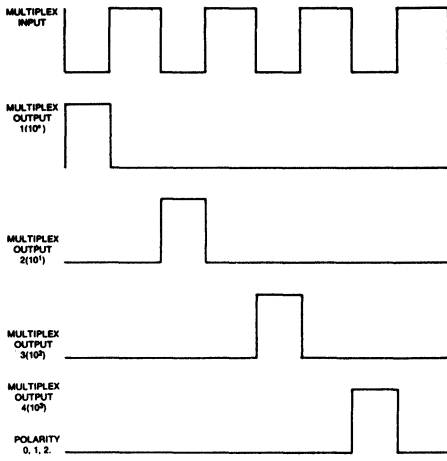 MULTIPLEX
INPUT
MULTIPLEX
OUTPUT
1(10°)
MULTIPLEX
OUTPUT
2(10¹)
MULTIPLEX
OUTPUT
3(10²)
MULTIPLEX
OUTPUT
4(10³)
POLARITY
0, 1, 2.